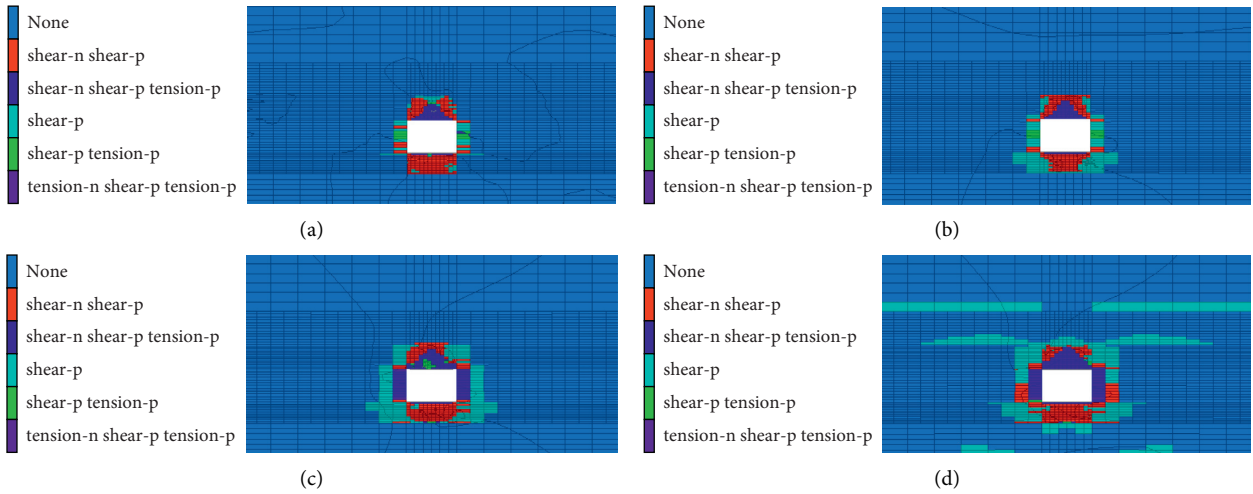 None
shear-n shear-p
shear-n shear-p tension-p
shear-p
shear-p tension-p
tension-n shear-p tension-p
(a)
None
shear-n shear-p
shear-n shear-p tension-p
shear-p
shear-p tension-p
tension-n shear-p tension-p
(b)
None
shear-n shear-p
shear-n shear-p tension-p
shear-p
shear-p tension-p
tension-n shear-p tension-p
(c)
None
shear-n shear-p
shear-n shear-p tension-p
shear-p
shear-p tension-p
tension-n shear-p tension-p
(d)